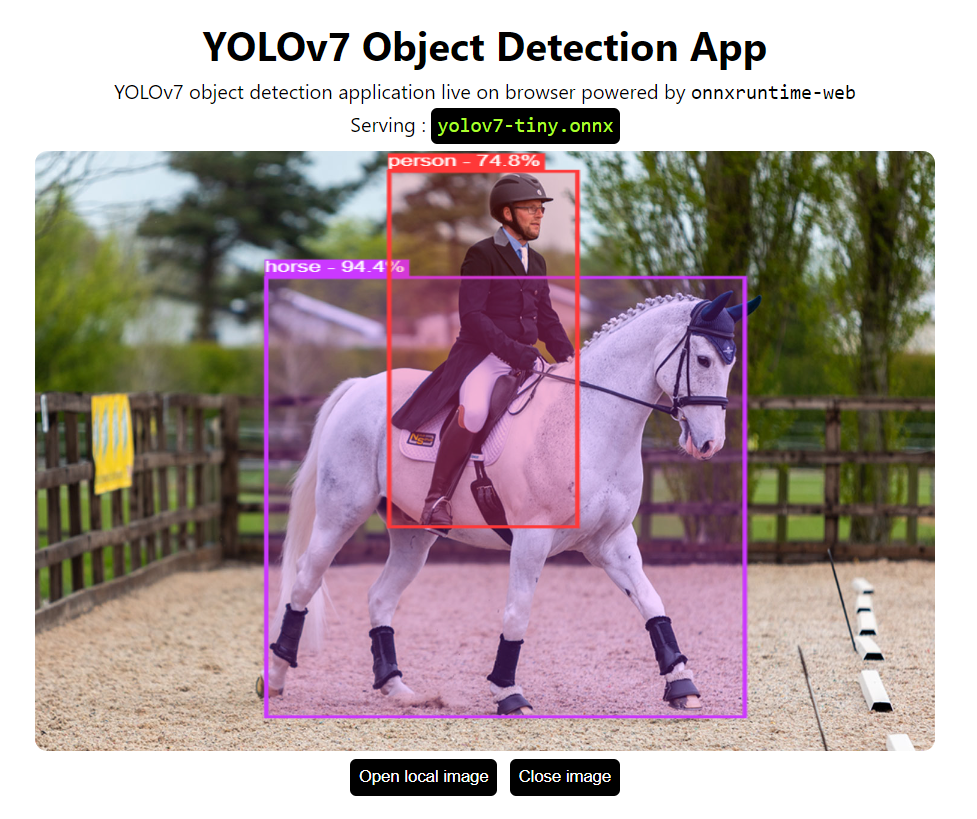 YOLOv7 Object Detection App
YOLOv7 object detection application live on browser powered by onnxruntime-web
Serving : yolov7-tiny.onnx
person - 74.8%
horse - 94.4%
Open local image
Close image